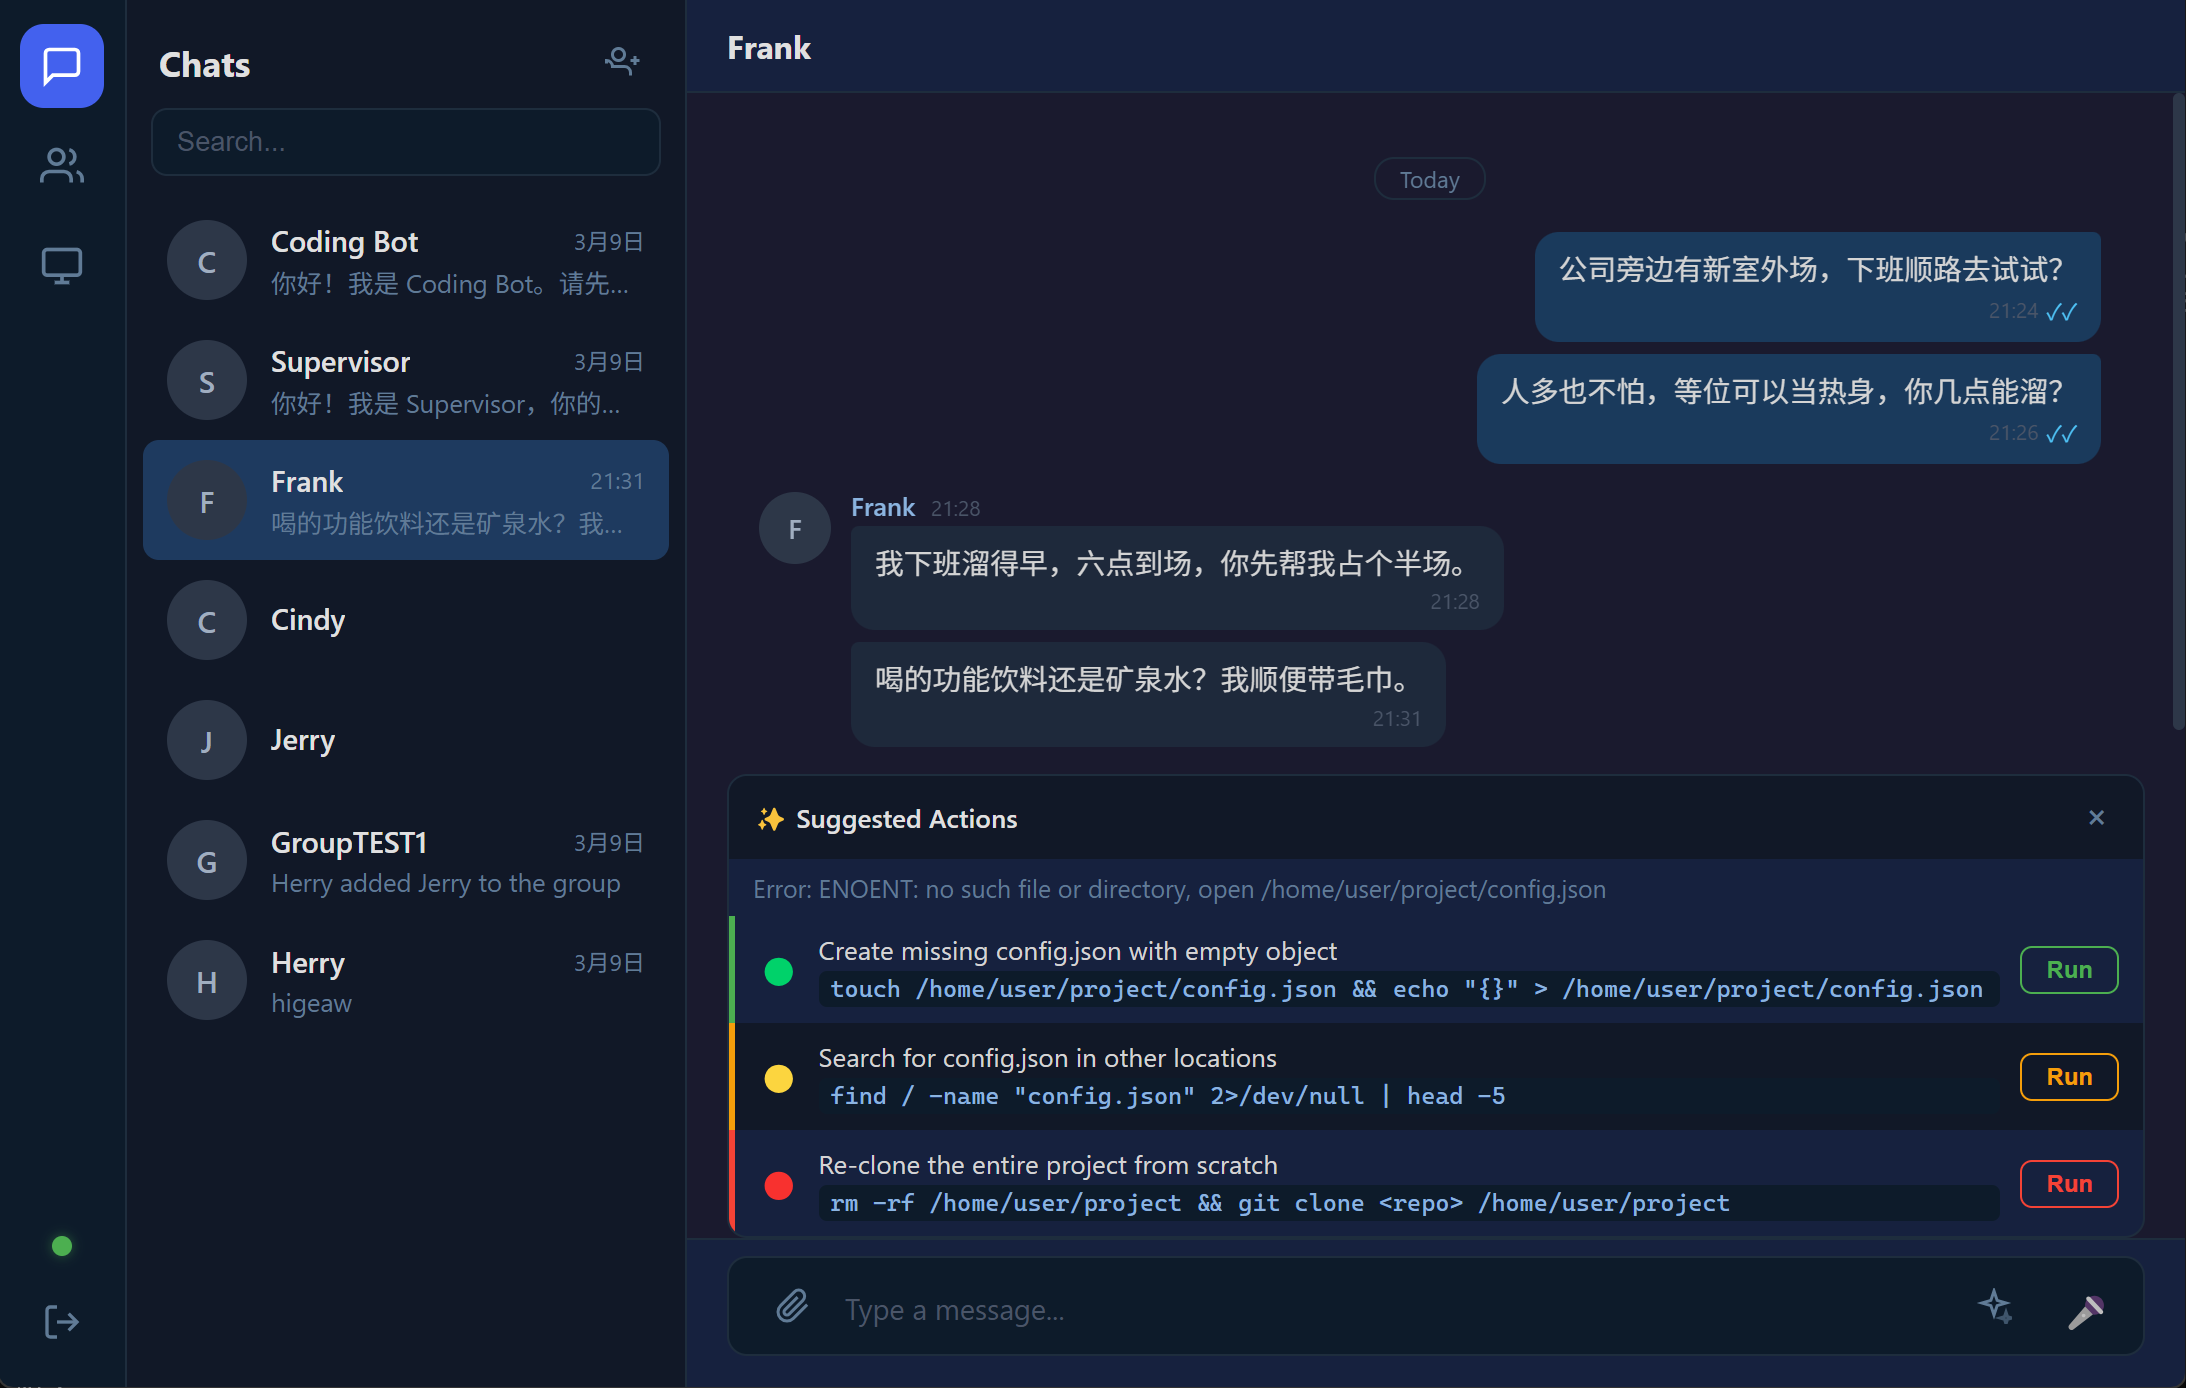 Chats
Search...
C
Coding Bot
3月9日
你好！我是 Coding Bot。请先...
S
Supervisor
3月9日
你好！我是 Supervisor，你的...
F
Frank
21:31
喝的功能饮料还是矿泉水？我...
C
Cindy
J
Jerry
G
GroupTEST1
3月9日
Herry added Jerry to the group
H
Herry
3月9日
higeaw
Frank
Today
公司旁边有新室外场，下班顺路去试试？
21:24
人多也不怕，等位可以当热身，你几点能溜？
21:26
F
Frank 21:28
我下班溜得早，六点到场，你先帮我占个半场。
21:28
喝的功能饮料还是矿泉水？我顺便带毛巾。
21:31
✨ Suggested Actions
×
Error: ENOENT: no such file or directory, open /home/user/project/config.json
Create missing config.json with empty object
touch /home/user/project/config.json && echo "{}" > /home/user/project/config.json
Run
Search for config.json in other locations
find / -name "config.json" 2>/dev/null | head -5
Run
Re-clone the entire project from scratch
rm -rf /home/user/project && git clone <repo> /home/user/project
Run
Type a message...